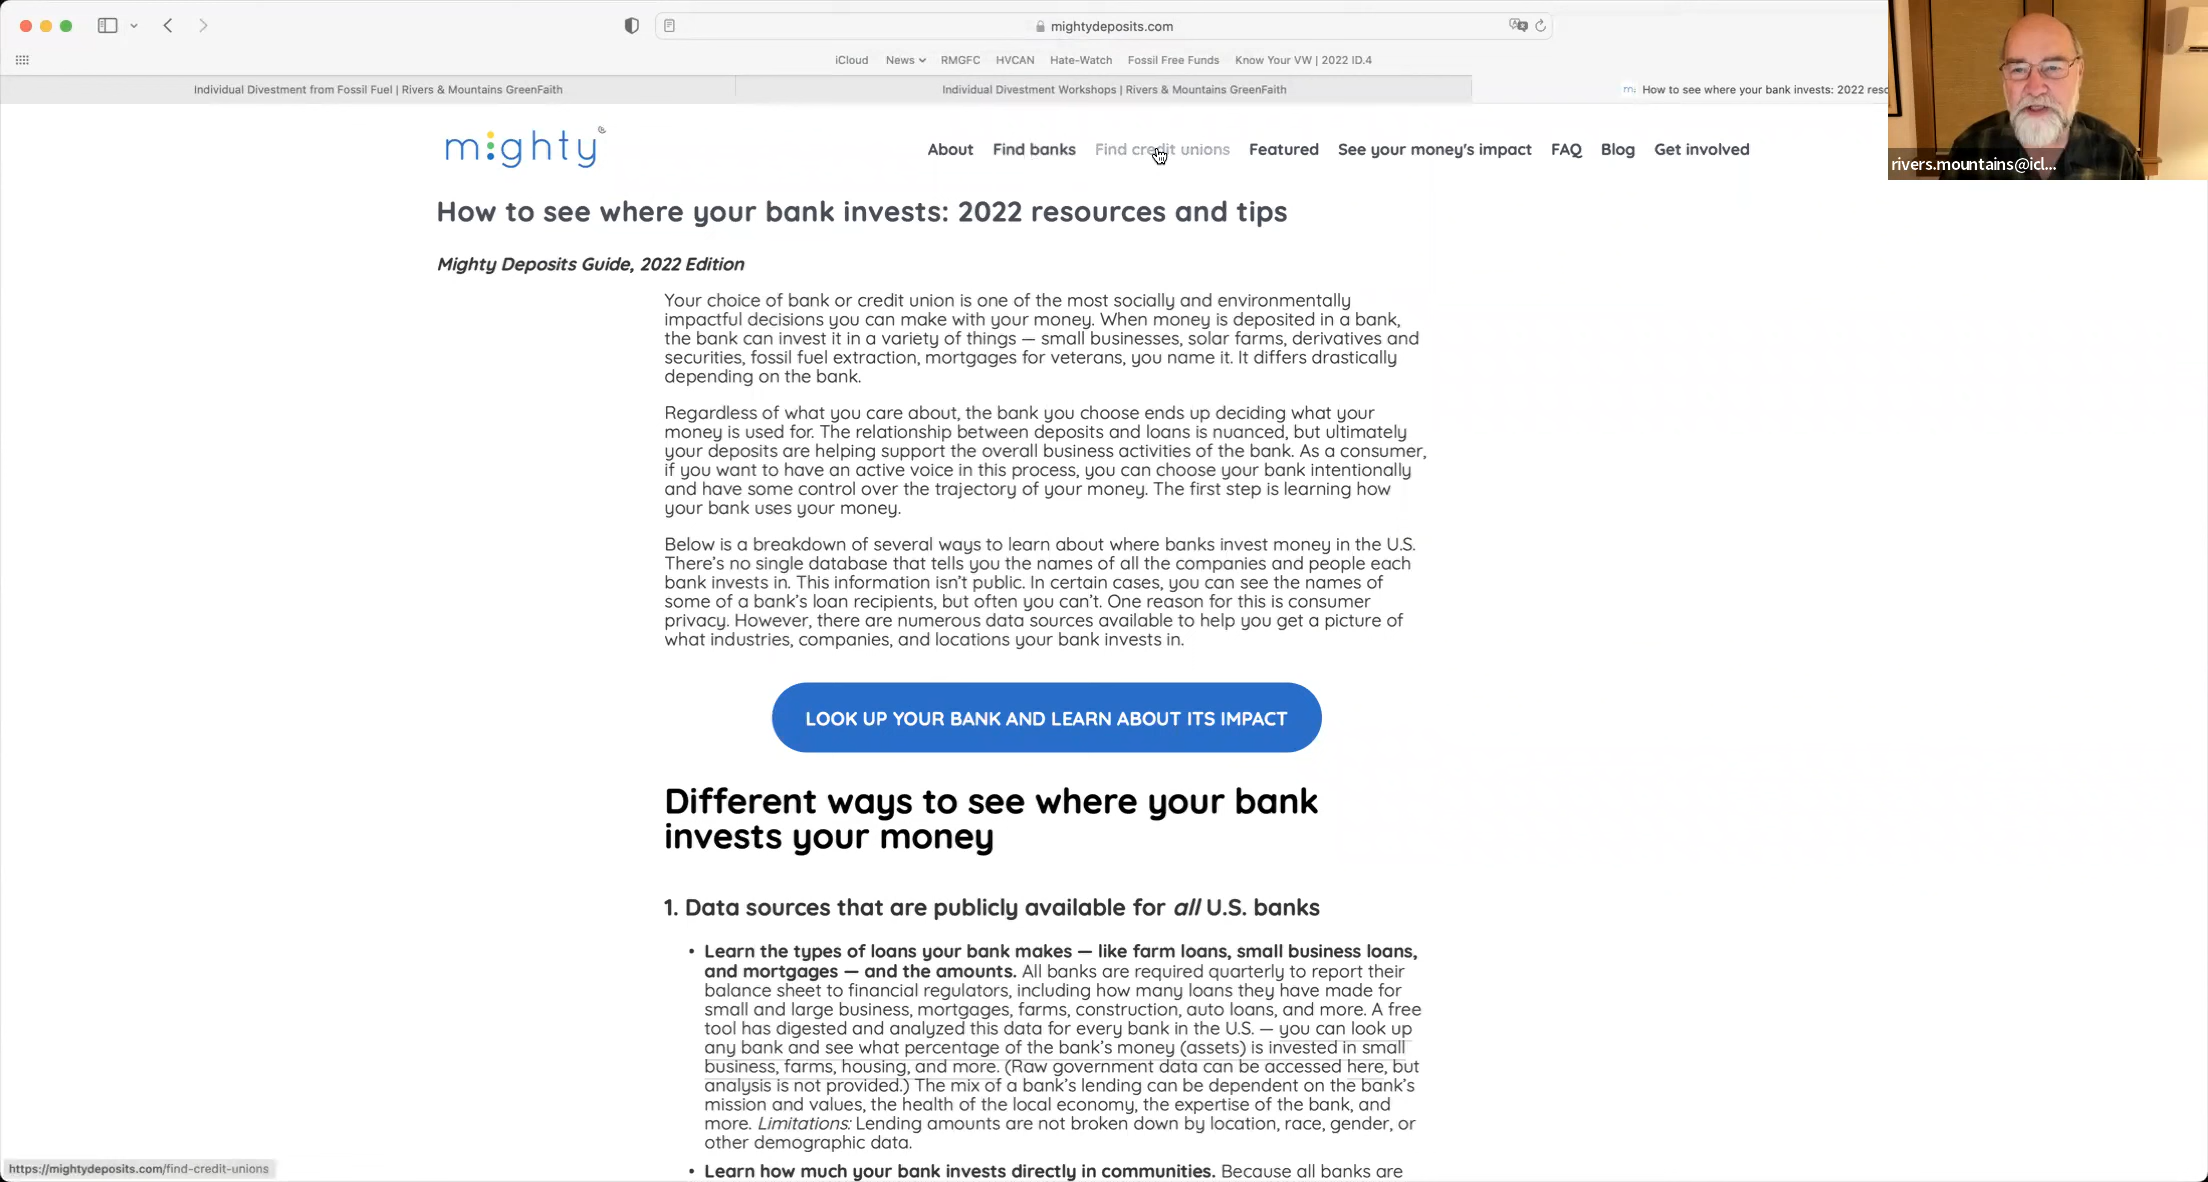 mightydeposits.com
iCloud News RMGFC HVCAN Hate-Watch Fossil Free Funds Know Your VW | 2022 ID.4
Individual Divestment from Fossil Fuel | Rivers & Mountains GreenFaith
Individual Divestment Workshops | Rivers & Mountains GreenFaith
How to see where your bank invests: 2022 reso
rivers.mountains@icl...
mighty
About Find banks Find credit unions Featured See your money's impact FAQ Blog Get involved
How to see where your bank invests: 2022 resources and tips
Mighty Deposits Guide, 2022 Edition
Your choice of bank or credit union is one of the most socially and environmentally
impactful decisions you can make with your money. When money is deposited in a bank,
the bank can invest it in a variety of things — small businesses, solar farms, derivatives and
securities, fossil fuel extraction, mortgages for veterans, you name it. It differs drastically
depending on the bank.
Regardless of what you care about, the bank you choose ends up deciding what your
money is used for. The relationship between deposits and loans is nuanced, but ultimately
your deposits are helping support the overall business activities of the bank. As a consumer,
if you want to have an active voice in this process, you can choose your bank intentionally
and have some control over the trajectory of your money. The first step is learning how
your bank uses your money.
Below is a breakdown of several ways to learn about where banks invest money in the U.S.
There's no single database that tells you the names of all the companies and people each
bank invests in. This information isn't public. In certain cases, you can see the names of
some of a bank's loan recipients, but often you can't. One reason for this is consumer
privacy. However, there are numerous data sources available to help you get a picture of
what industries, companies, and locations your bank invests in.
LOOK UP YOUR BANK AND LEARN ABOUT ITS IMPACT
Different ways to see where your bank
invests your money
1. Data sources that are publicly available for all U.S. banks
• Learn the types of loans your bank makes — like farm loans, small business loans,
and mortgages — and the amounts. All banks are required quarterly to report their
balance sheet to financial regulators, including how many loans they have made for
small and large business, mortgages, farms, construction, auto loans, and more. A free
tool has digested and analyzed this data for every bank in the U.S. — you can look up
any bank and see what percentage of the bank's money (assets) is invested in small
business, farms, housing, and more. (Raw government data can be accessed here, but
analysis is not provided.) The mix of a bank's lending can be dependent on the bank's
mission and values, the health of the local economy, the expertise of the bank, and
more. Limitations: Lending amounts are not broken down by location, race, gender, or
other demographic data.
• Learn how much your bank invests directly in communities. Because all banks are
https://mightydeposits.com/find-credit-unions